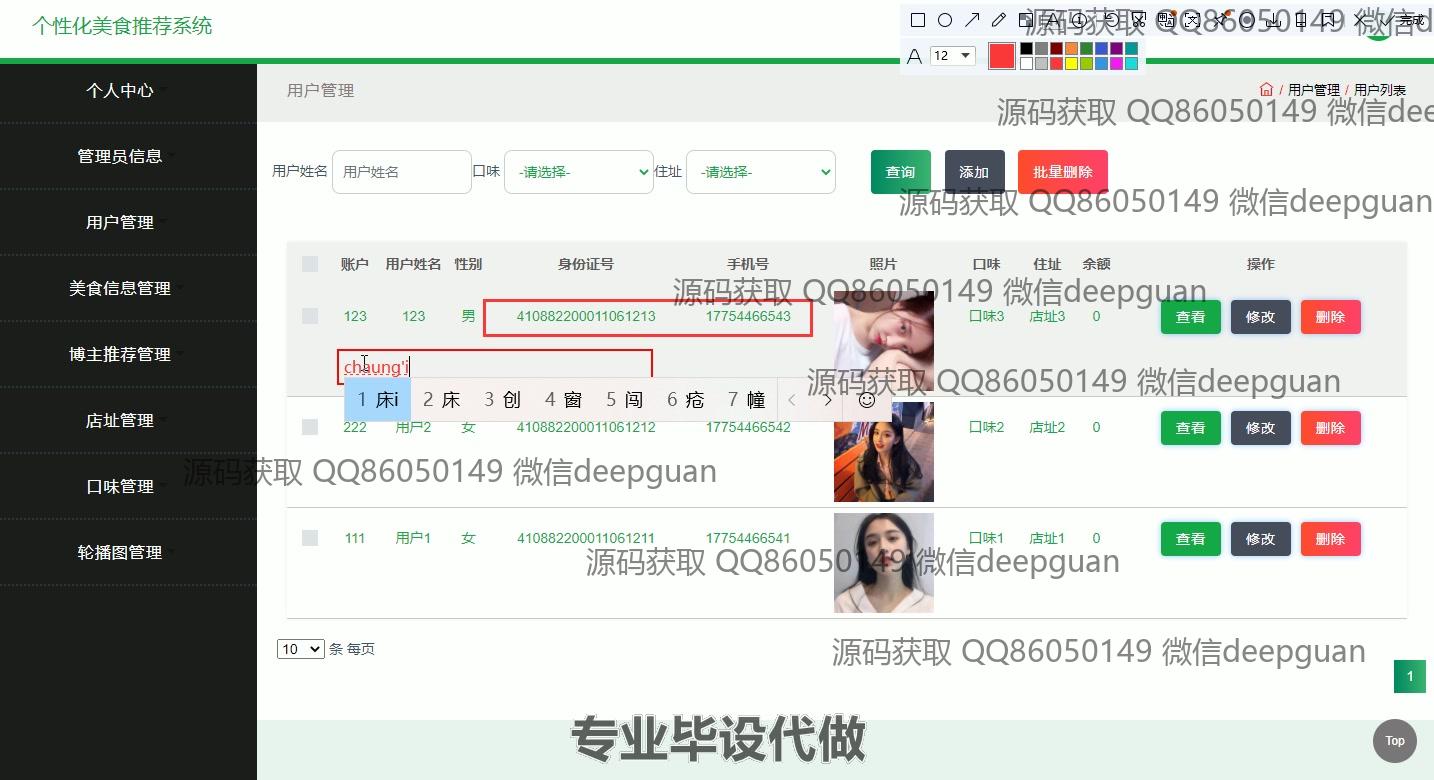 个性化美食推荐系统
源码获取 QQ86050149 微信d
完成
A 12
个人中心
管理员信息
用户管理
美食信息管理
博主推荐管理
店址管理
口味管理
轮播图管理
用户管理
/ 用户管理 / 用户列表
源码获取 QQ86050149 微信dee
用户姓名 用户姓名 口味 -请选择- 住址 -请选择- 查询 添加 批量删除
源码获取 QQ86050149 微信deepguan
账户 用户姓名 性别 身份证号 手机号 照片 口味 住址 余额 操作
源码获取 QQ86050149 微信deepguan
123 123 男 410882200011061213 17754466543 口味3 店址3 0 查看 修改 删除
chuang'i
源码获取 QQ86050149 微信deepguan
1 床i 2 床 3 创 4 窗 5 闯 6 疮 7 幢
222 用户2 女 410882200011061212 17754466542 口味2 店址2 0 查看 修改 删除
源码获取 QQ86050149 微信deepguan
111 用户1 女 410882200011061211 17754466541 口味1 店址1 0 查看 修改 删除
源码获取 QQ86050149 微信deepguan
10 条 每页
源码获取 QQ86050149 微信deepguan
1
专业毕设代做
Top